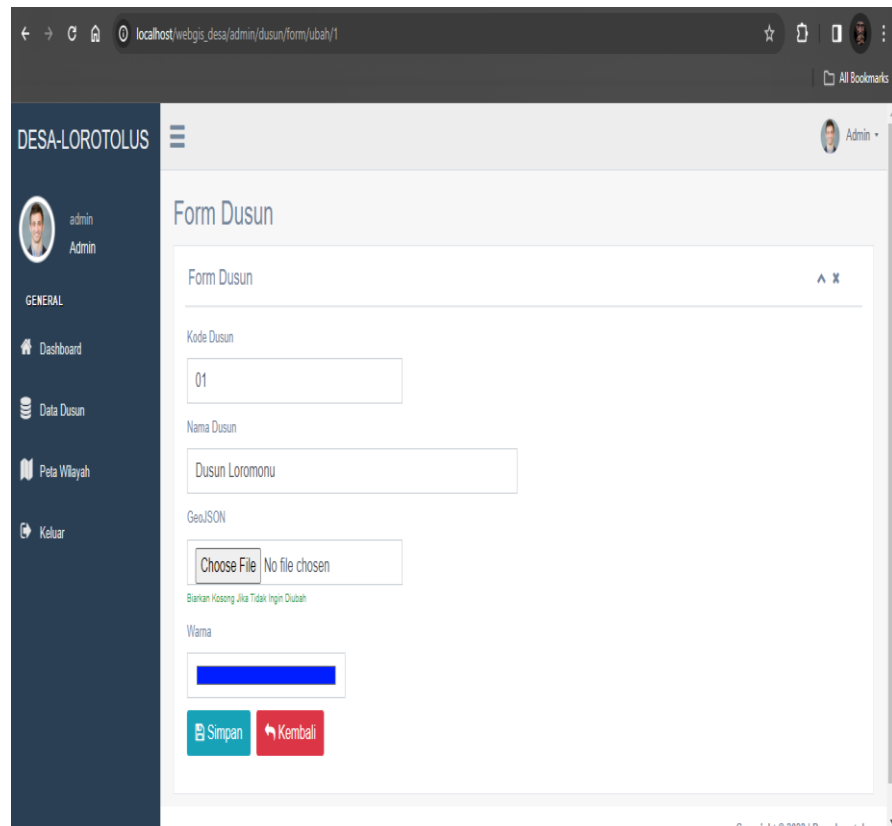 localhost/webgis_desa/admin/dusun/form/ubah/1
All Bookmarks
DESA-LOROTOLUS
Admin
admin
Admin
GENERAL
Dashboard
Data Dusun
Peta Wilayah
Keluar
Form Dusun
Form Dusun
Kode Dusun
01
Nama Dusun
Dusun Loromonu
GeoJSON
Choose File No file chosen
Biarkan Kosong Jika Tidak Ingin Diubah
Warna
Simpan
Kembali